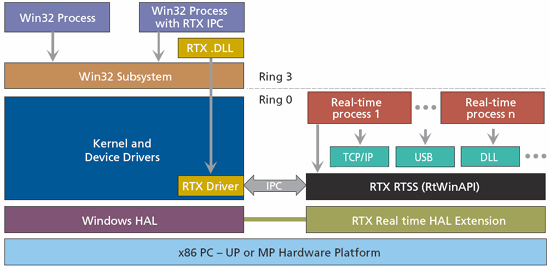 Win32 Process
Win32 Process
with RTX IPC
RTX .DLL
Win32 Subsystem
Ring 3
Ring 0
Real-time
process 1
Real-time
process n
Kernel and
Device Drivers
TCP/IP
USB
DLL
RTX Driver
IPC
RTX RTSS (RtWinAPI)
Windows HAL
RTX Real time HAL Extension
x86 PC – UP or MP Hardware Platform